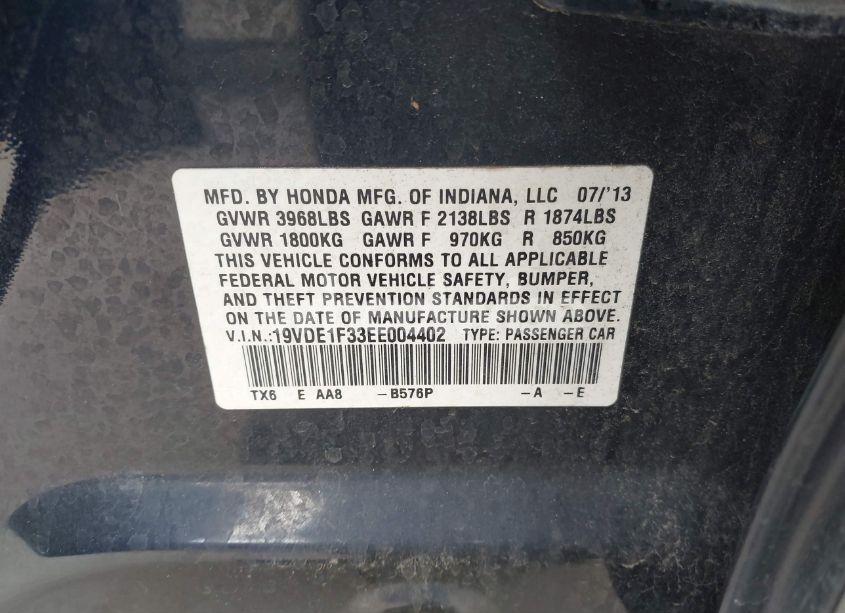 MFD. BY HONDA MFG. OF INDIANA, LLC 07/'13
GVWR 3968LBS GAWR F 2138LBS R 1874LBS
GVWR 1800KG GAWR F 970KG R 850KG
THIS VEHICLE CONFORMS TO ALL APPLICABLE
FEDERAL MOTOR VEHICLE SAFETY, BUMPER,
AND THEFT PREVENTION STANDARDS IN EFFECT
ON THE DATE OF MANUFACTURE SHOWN ABOVE.
V.I.N.:19VDE1F33EE004402 TYPE: PASSENGER CAR
TX6 E AA8 -B576P -A -E